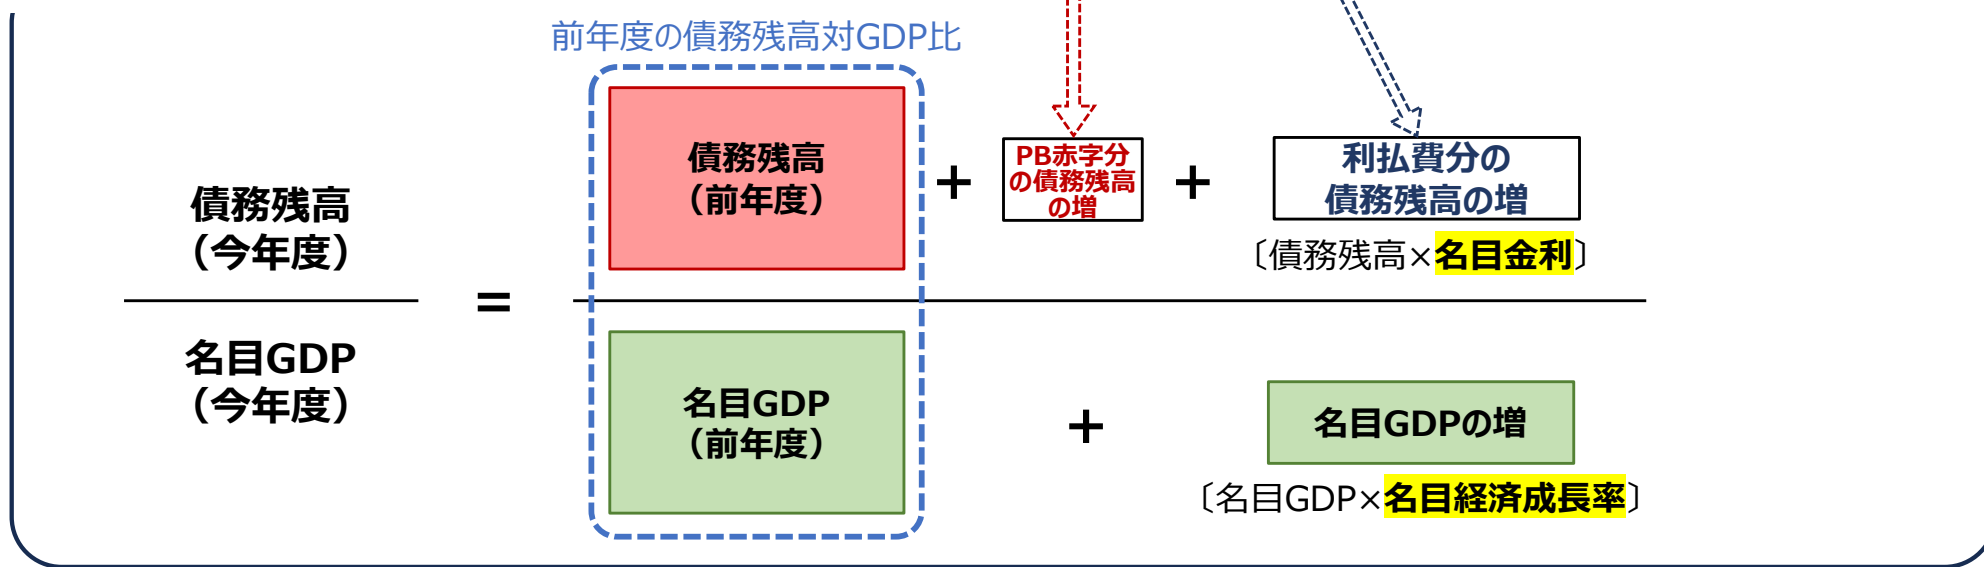 前年度の債務残高対GDP比
債務残高
（今年度）
名目GDP
（今年度）
=
債務残高
（前年度）
+
PB赤字分
の債務残高
の増
+
利払費分の
債務残高の増
〔債務残高×名目金利〕
名目GDP
（前年度）
+
名目GDPの増
〔名目GDP×名目経済成長率〕